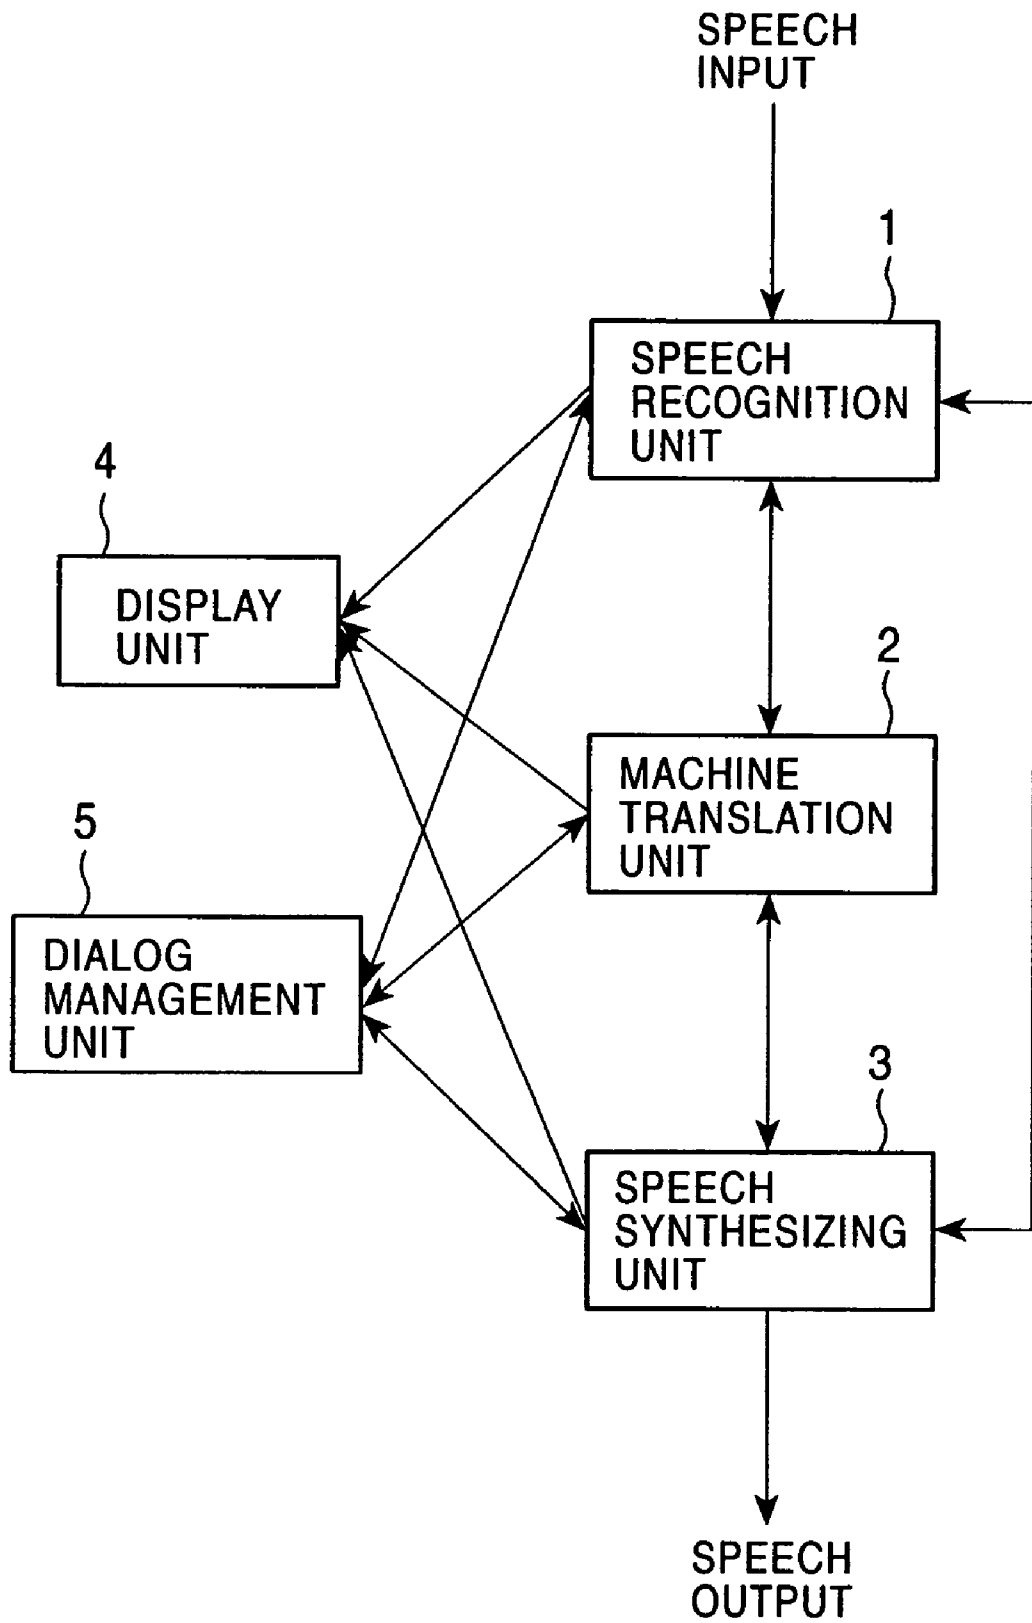 SPEECH
INPUT
1
SPEECH
RECOGNITION
UNIT
4
DISPLAY
UNIT
2
MACHINE
TRANSLATION
UNIT
5
DIALOG
MANAGEMENT
UNIT
3
SPEECH
SYNTHESIZING
UNIT
SPEECH
OUTPUT